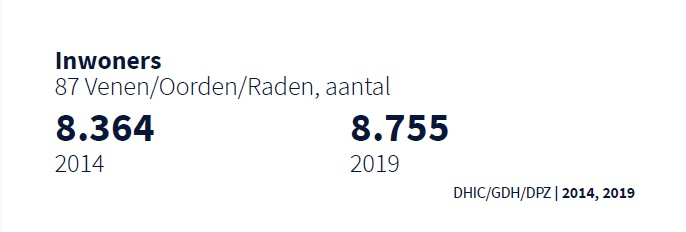 Inwoners
87 Venen/Oorden/Raden, aantal
8.364 8.755
2014 2019
DHIC/GDH/DPZ | 2014, 2019